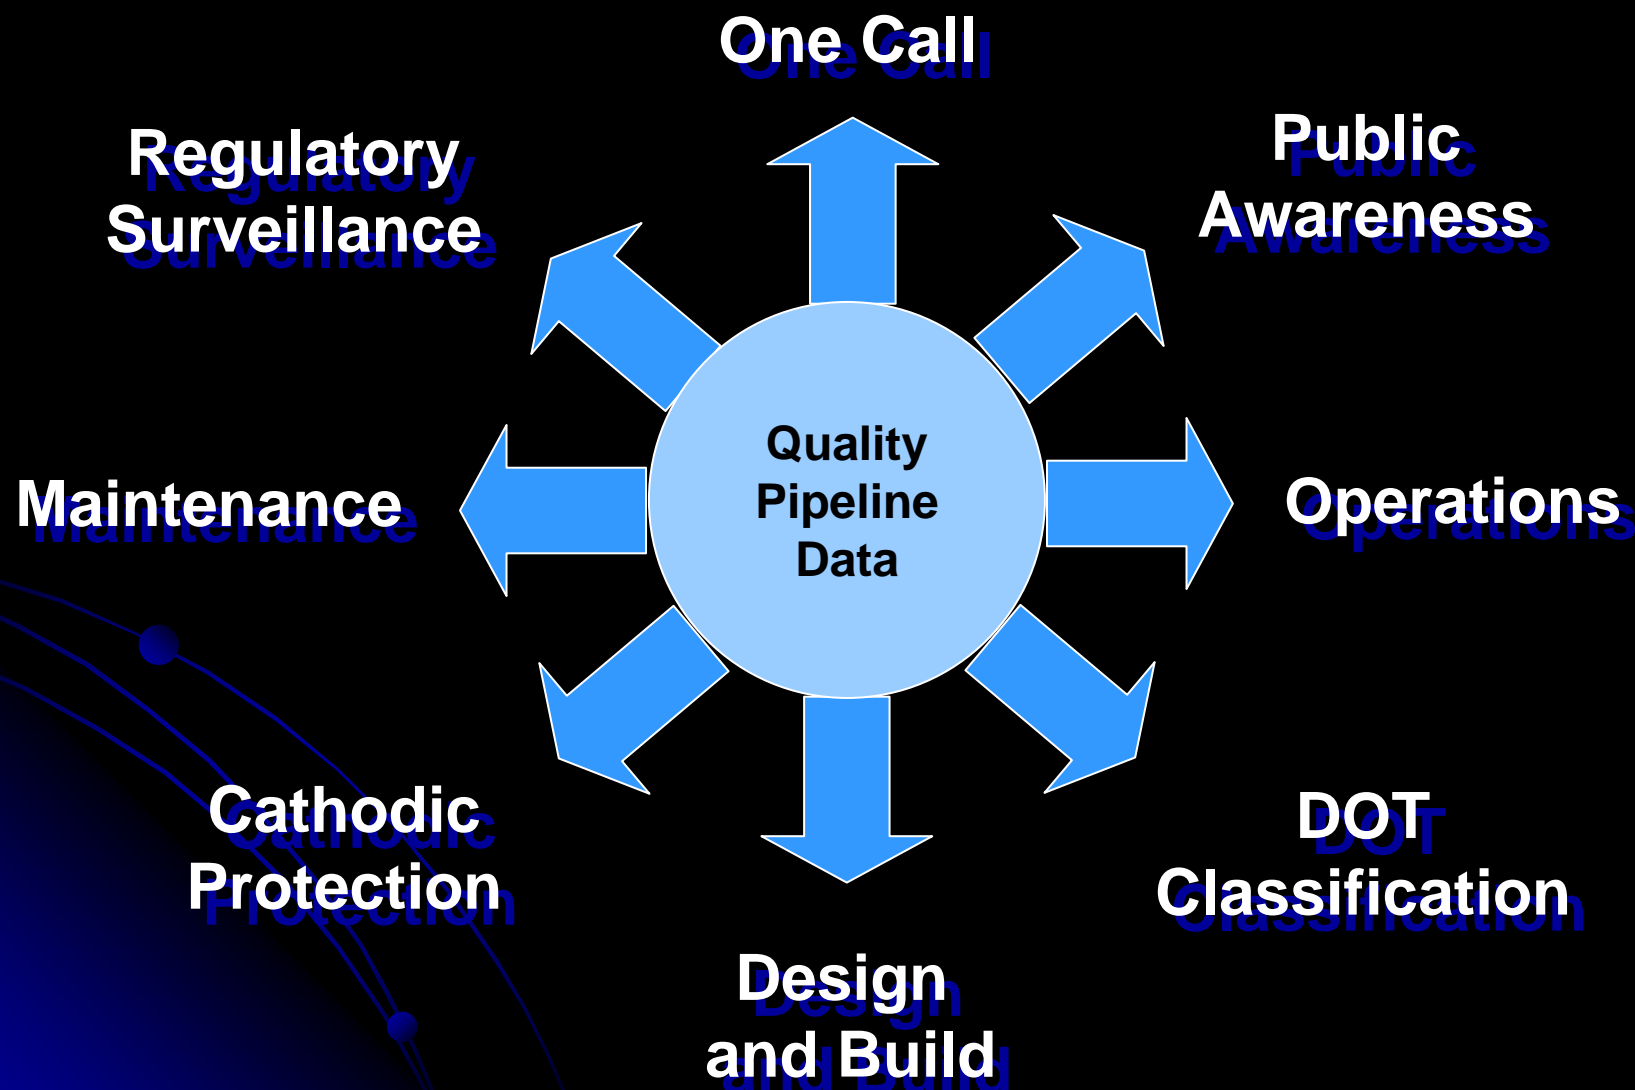 One Call
Public
Awareness
Regulatory
Surveillance
Quality
Pipeline
Data
Maintenance
Operations
Cathodic
Protection
DOT
Classification
Design
and Build